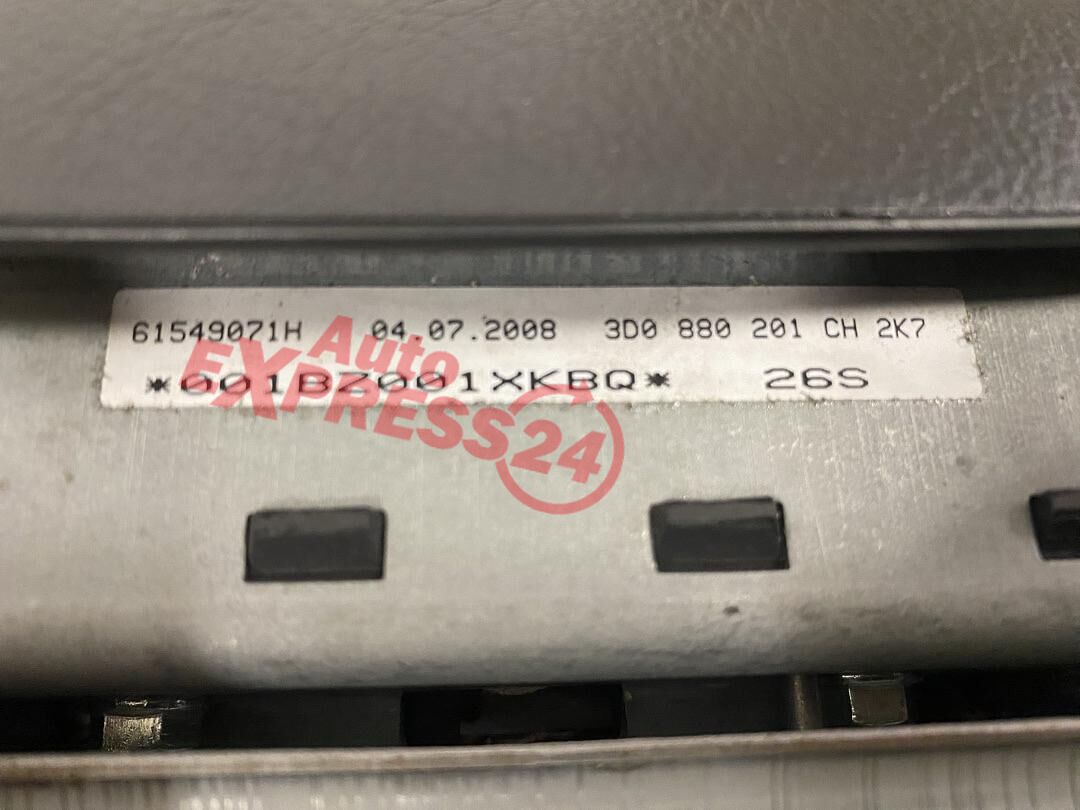 61549071H 04.07.2008 3D0 880 201 CH 2K7
*001BZ001XKBQ* 26S
Auto
EXPRESS24